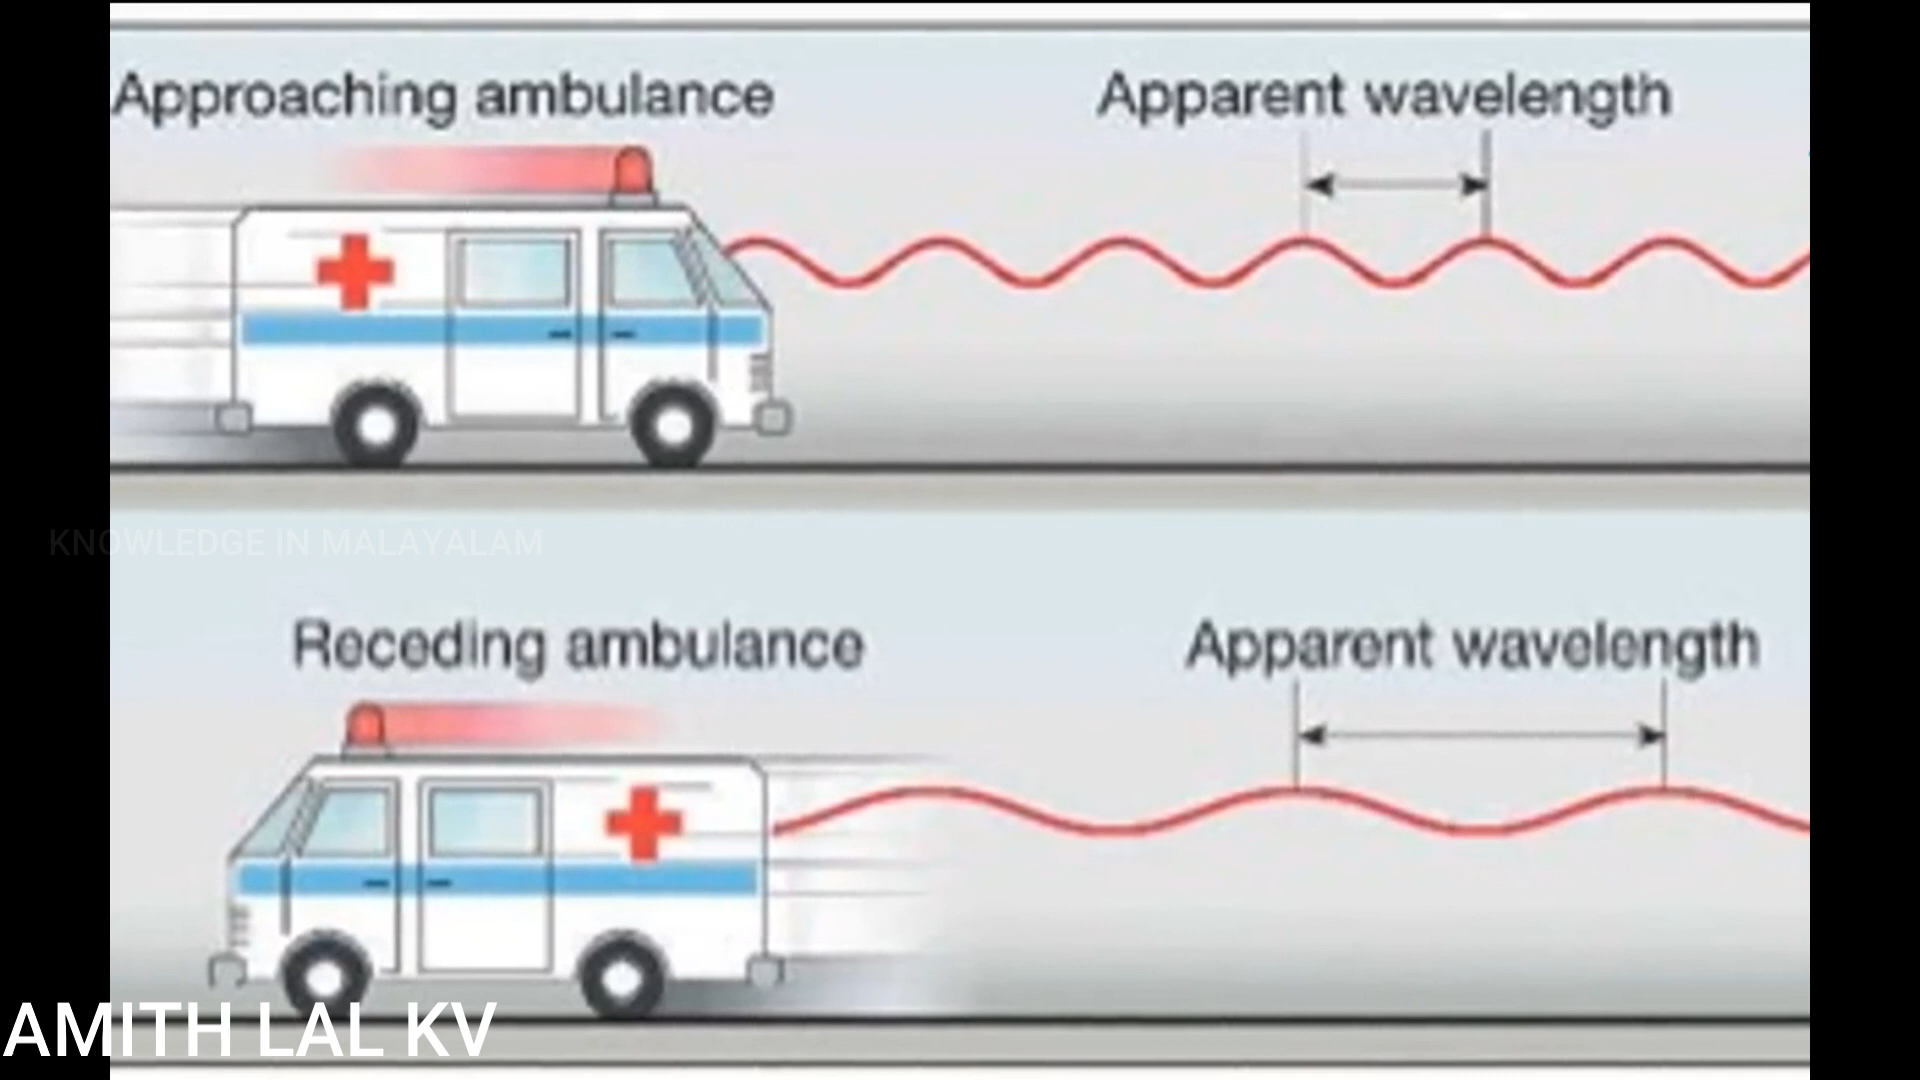 Approaching ambulance
Apparent wavelength
KNOWLEDGE IN MALAYALAM
Receding ambulance
Apparent wavelength
AMITH LAL KV